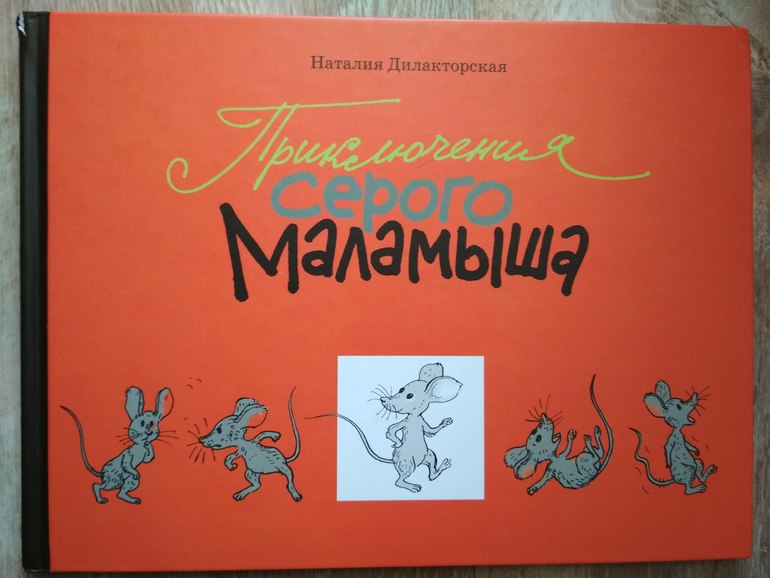 Наталия Дилакторская
Приключения
серого
Маламыша